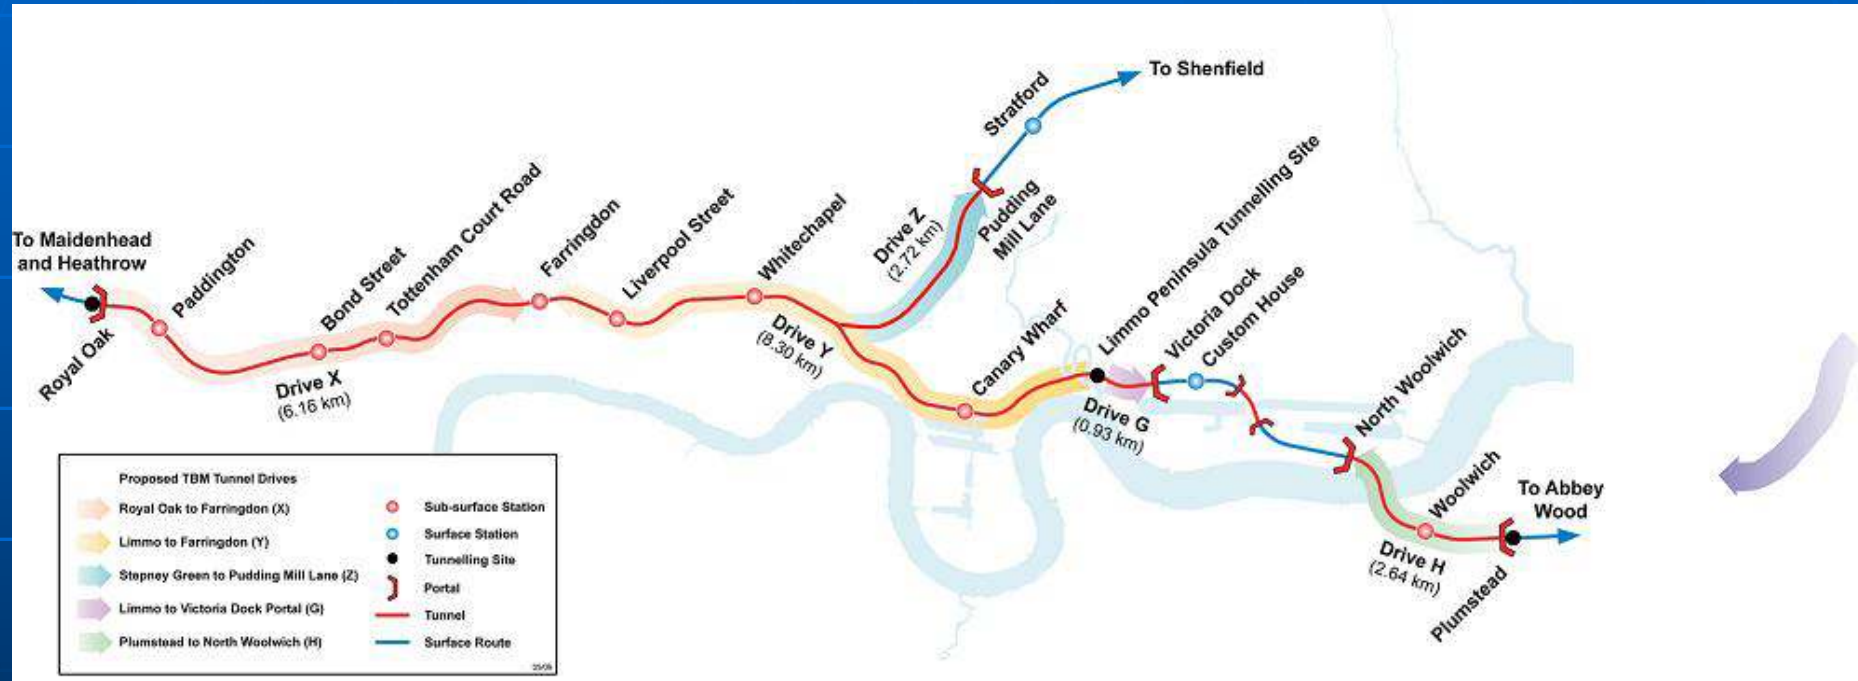 To Shenfield
Stratford
Pudding
Mill Lane
Drive Z
(2.72 km)
To Maidenhead
and Heathrow
Royal Oak
Paddington
Bond Street
Tottenham Court Road
Farringdon
Liverpool Street
Whitechapel
Drive X
(6.16 km)
Drive Y
(8.30 km)
Canary Wharf
Limmo Peninsula Tunnelling Site
Victoria Dock
Custom House
Drive G
(0.93 km)
North Woolwich
Woolwich
Drive H
(2.64 km)
Plumstead
To Abbey
Wood
Proposed TBM Tunnel Drives
Royal Oak to Farringdon (X)
Limmo to Farringdon (Y)
Stepney Green to Pudding Mill Lane (Z)
Limmo to Victoria Dock Portal (G)
Plumstead to North Woolwich (H)
Sub-surface Station
Surface Station
Tunnelling Site
Portal
Tunnel
Surface Route